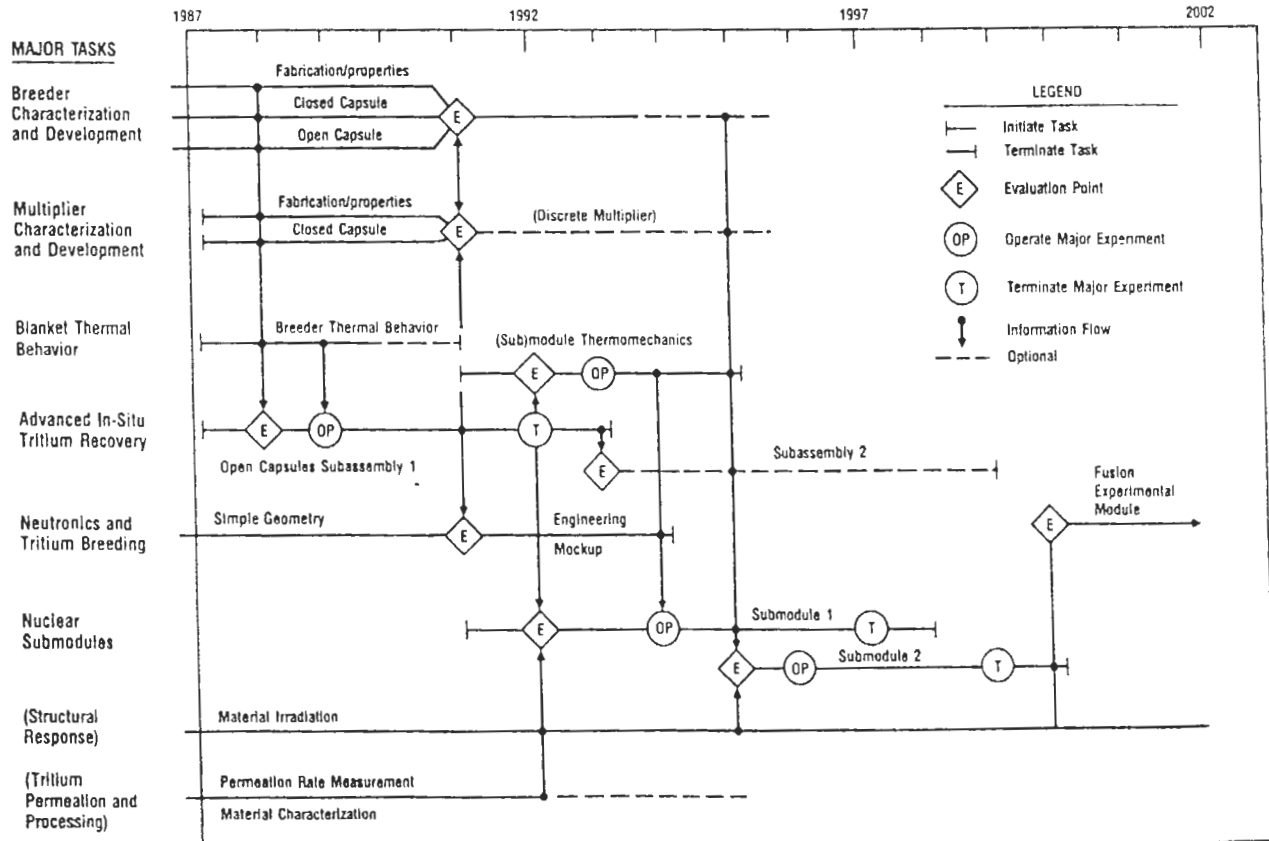 1987 1992 1997 2002
MAJOR TASKS
Breeder
Characterization
and Development
Fabrication/properties
Closed Capsule
Open Capsule
E
LEGEND
Initiate Task
Terminate Task
E Evaluation Point
OP Operate Major Experiment
T Terminate Major Experiment
Information Flow
Optional
Multiplier
Characterization
and Development
Fabrication/properties
Closed Capsule
E
(Discrete Multiplier)
Blanket Thermal
Behavior
Breeder Thermal Behavior
(Sub)module Thermomechanics
E OP
Advanced In-Situ
Tritium Recovery
E OP T
Open Capsules Subassembly 1
E
Subassembly 2
Neutronics and
Tritium Breeding
Simple Geometry
E
Engineering
Mockup
Fusion
Experimental
Module
E
Nuclear
Submodules
E OP
Submodule 1
T
E OP
Submodule 2
T
(Structural
Response)
Material Irradiation
(Tritium
Permeation and
Processing)
Permeation Rate Measurement
Material Characterization